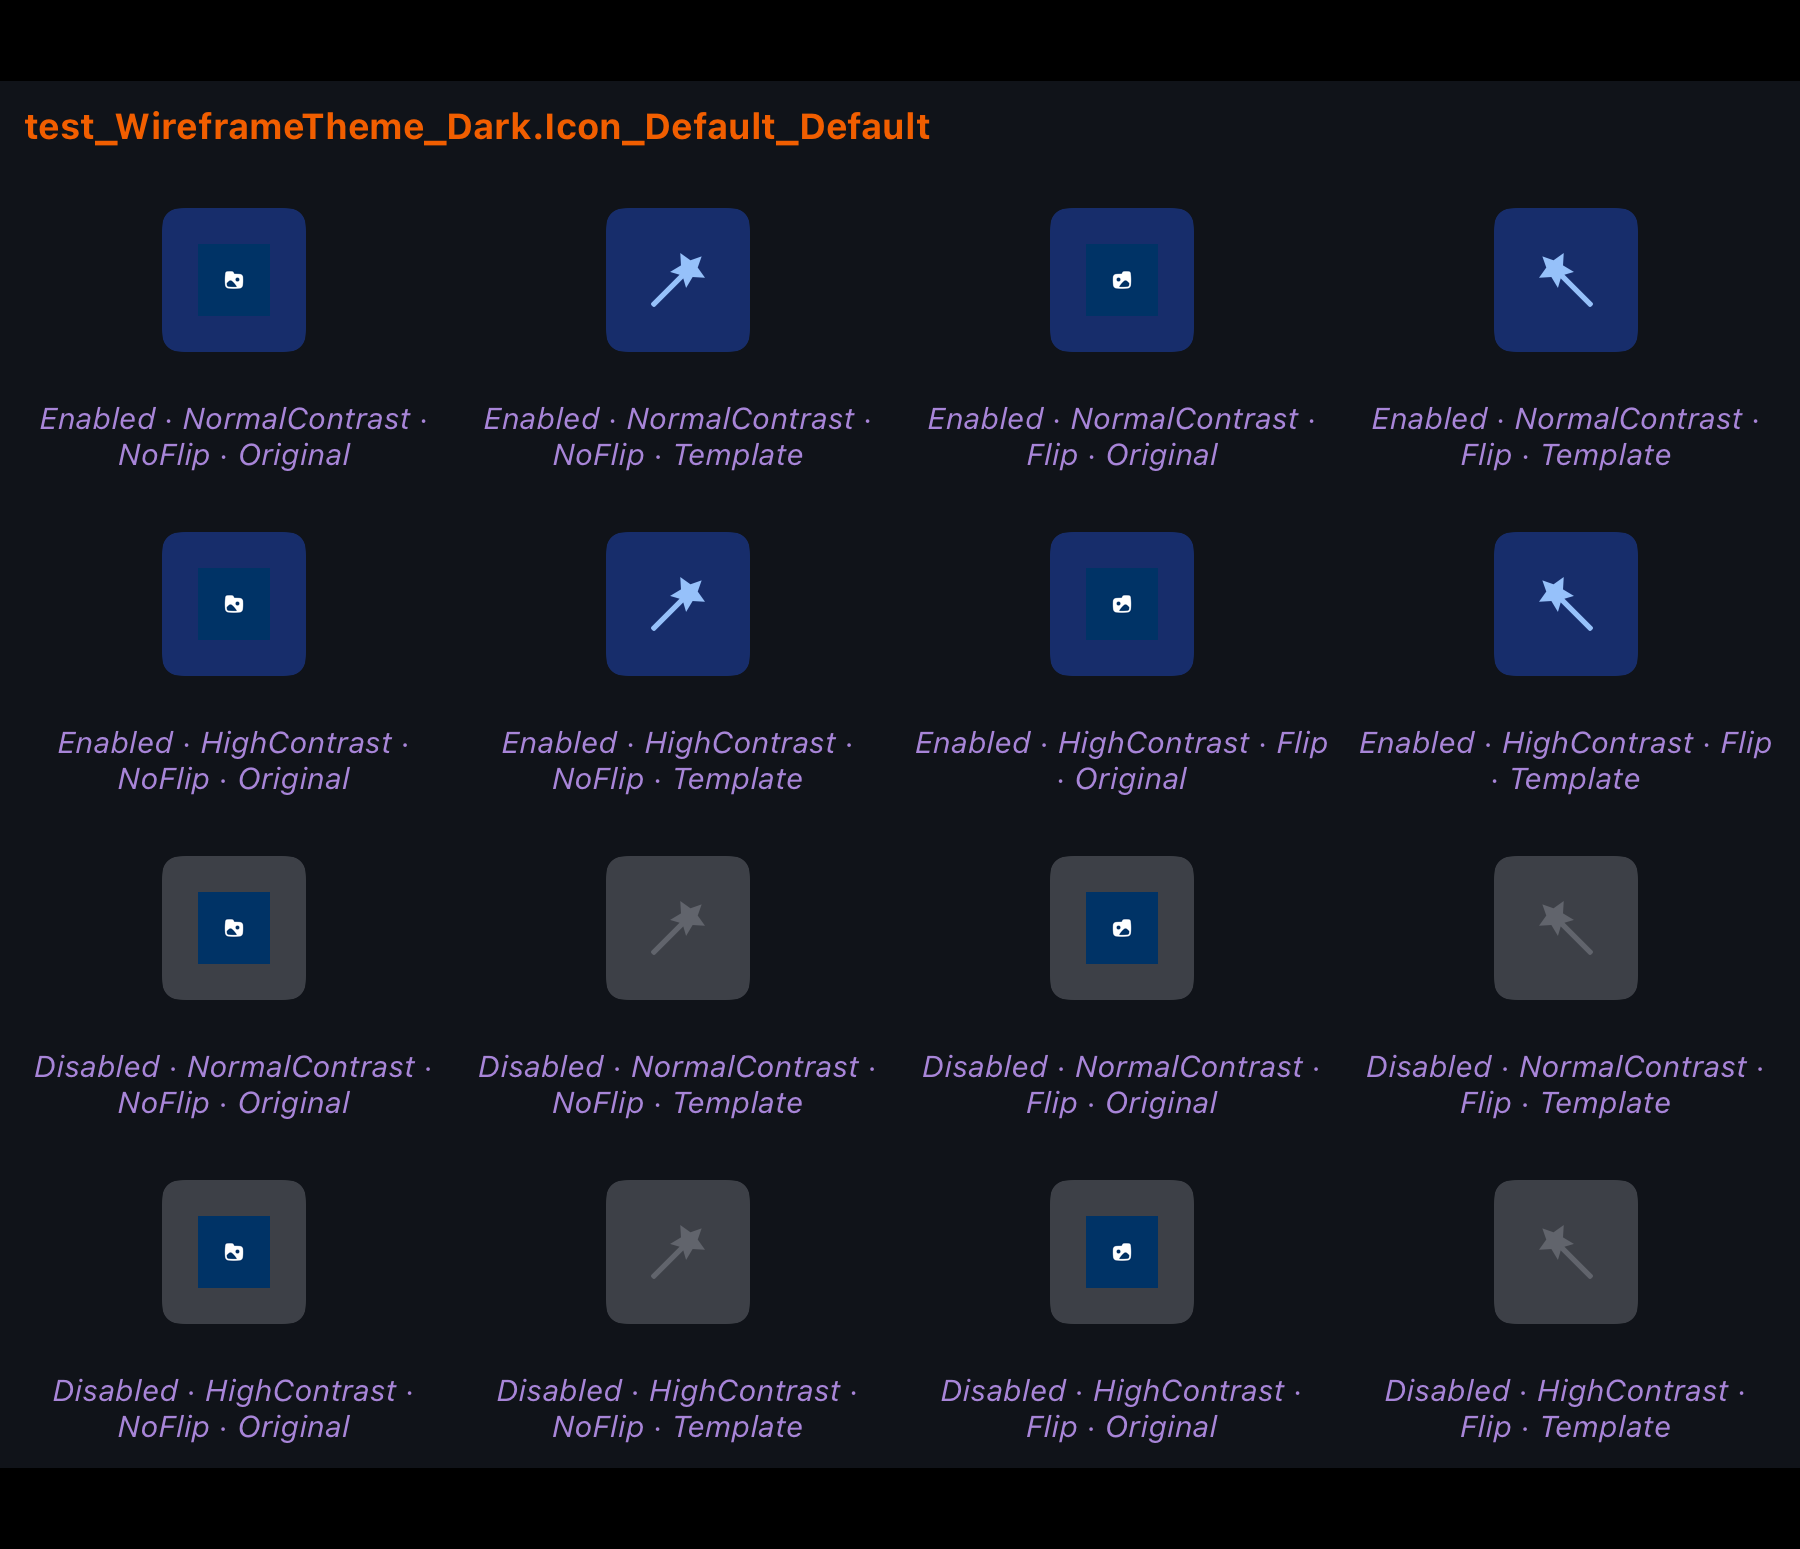 test_WireframeTheme_Dark.Icon_Default_Default
Enabled · NormalContrast ·
NoFlip · Original
Enabled · NormalContrast ·
NoFlip · Template
Enabled · NormalContrast ·
Flip · Original
Enabled · NormalContrast ·
Flip · Template
Enabled · HighContrast ·
NoFlip · Original
Enabled · HighContrast ·
NoFlip · Template
Enabled · HighContrast · Flip
· Original
Enabled · HighContrast · Flip
· Template
Disabled · NormalContrast ·
NoFlip · Original
Disabled · NormalContrast ·
NoFlip · Template
Disabled · NormalContrast ·
Flip · Original
Disabled · NormalContrast ·
Flip · Template
Disabled · HighContrast ·
NoFlip · Original
Disabled · HighContrast ·
NoFlip · Template
Disabled · HighContrast ·
Flip · Original
Disabled · HighContrast ·
Flip · Template